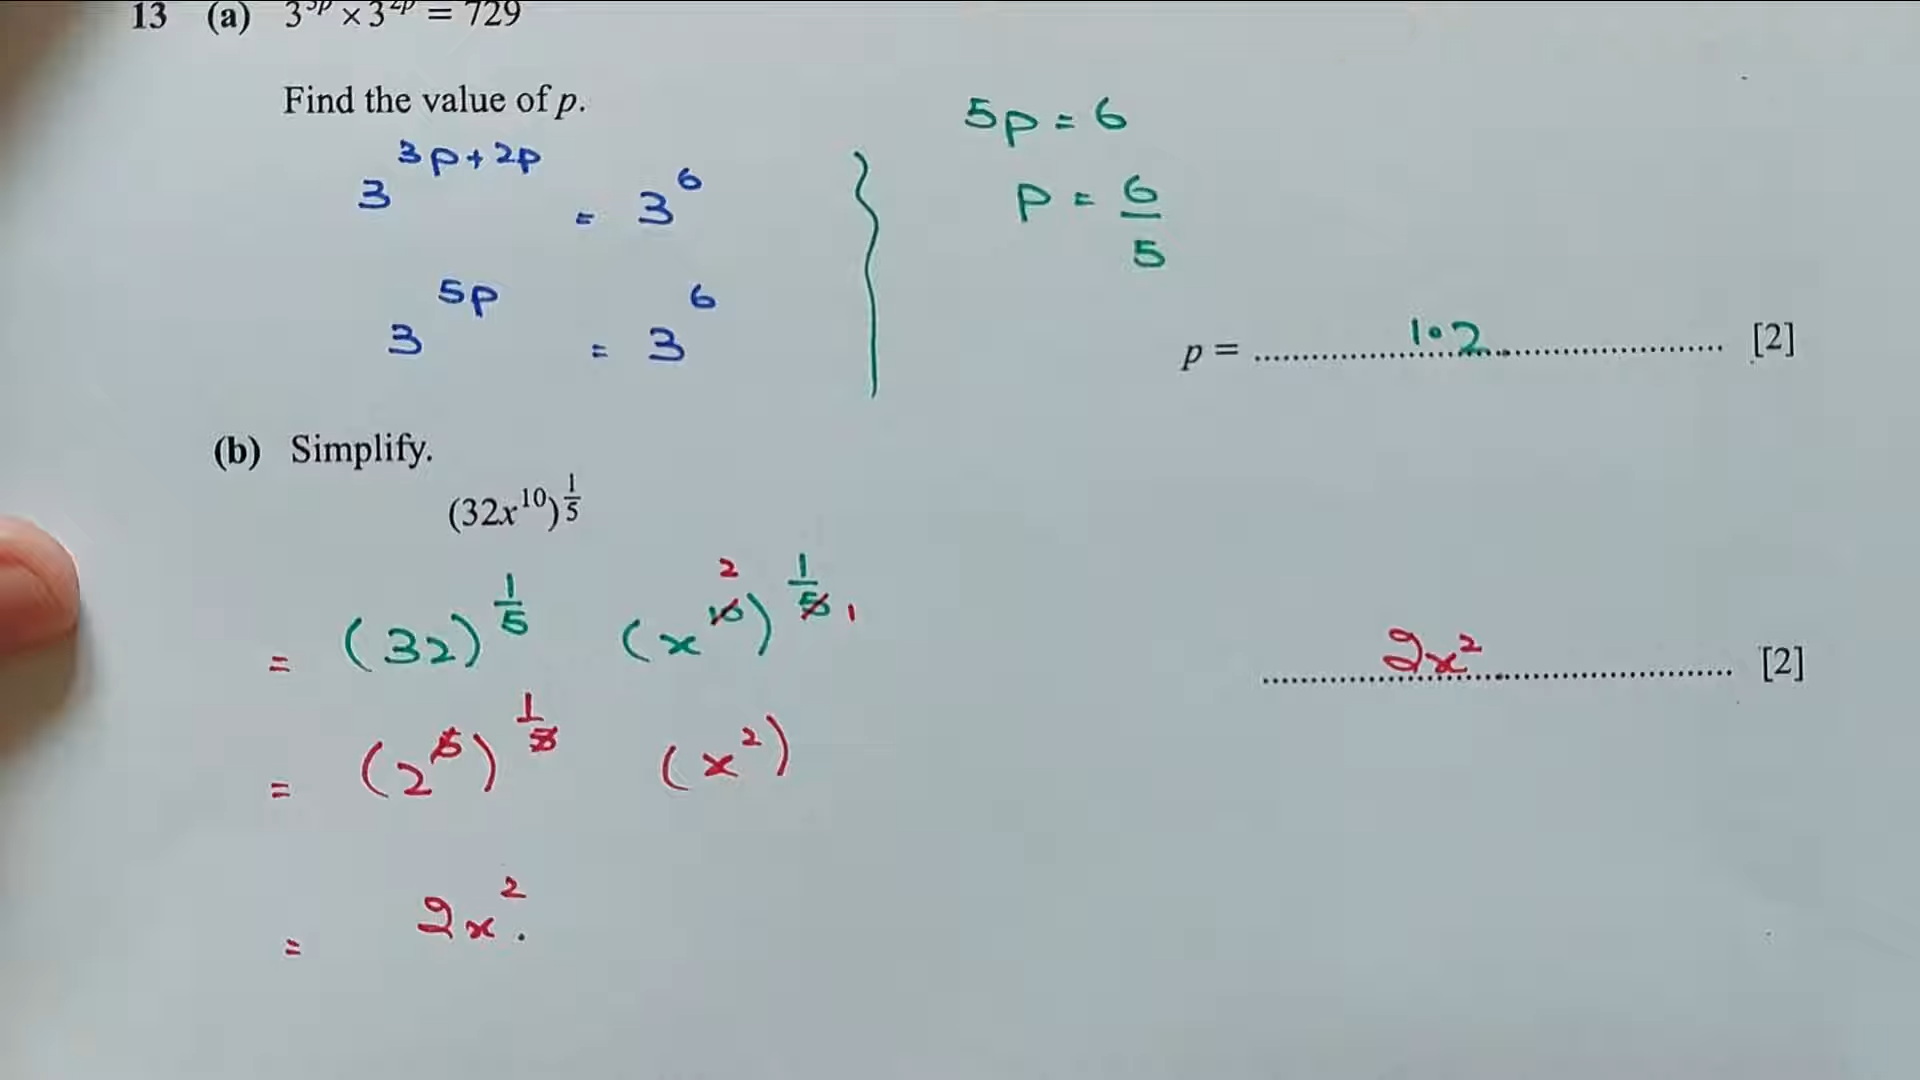 13 (a) 3^{3p} × 3^{2p} = 729
Find the value of p.
3^{3p+2p} = 3^6
3^{5p} = 3^6
5p = 6
p = 6/5
p = ........ 1.2 ........ [2]
(b) Simplify.
(32x^{10})^{1/5}
= (32)^{1/5} (x^{10})^{1/5} 2 1
= (2^5)^{1/5} (x^2)
= 2x^2.
........ 2x^2 ........ [2]